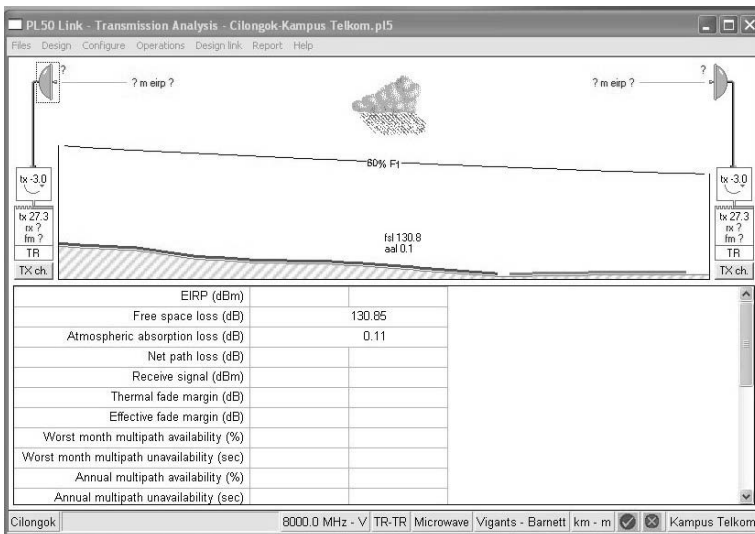 PL50 Link - Transmission Analysis - Cilongok-Kampus Telkom.pl5
Files Design Configure Operations Design link Report Help
? ?
? m eirp ? ? m eirp ?
60% F1
tx -3.0 tx -3.0
tx 27.3 tx 27.3
rx ? rx ?
fm ? fm ?
TR TR
TX ch. TX ch.
fsl 130.8
aal 0.1
EIRP (dBm)
Free space loss (dB) 130.85
Atmospheric absorption loss (dB) 0.11
Net path loss (dB)
Receive signal (dBm)
Thermal fade margin (dB)
Effective fade margin (dB)
Worst month multipath availability (%)
Worst month multipath unavailability (sec)
Annual multipath availability (%)
Annual multipath unavailability (sec)
Cilongok 8000.0 MHz - V TR-TR Microwave Vigants - Barnett km - m Kampus Telkom